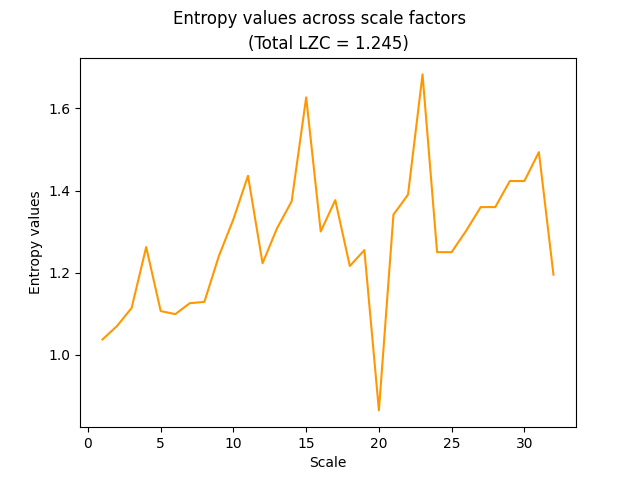 Entropy values across scale factors
(Total LZC = 1.245)
1.6
1.4
1.2
1.0
Entropy values
0 5 10 15 20 25 30
Scale